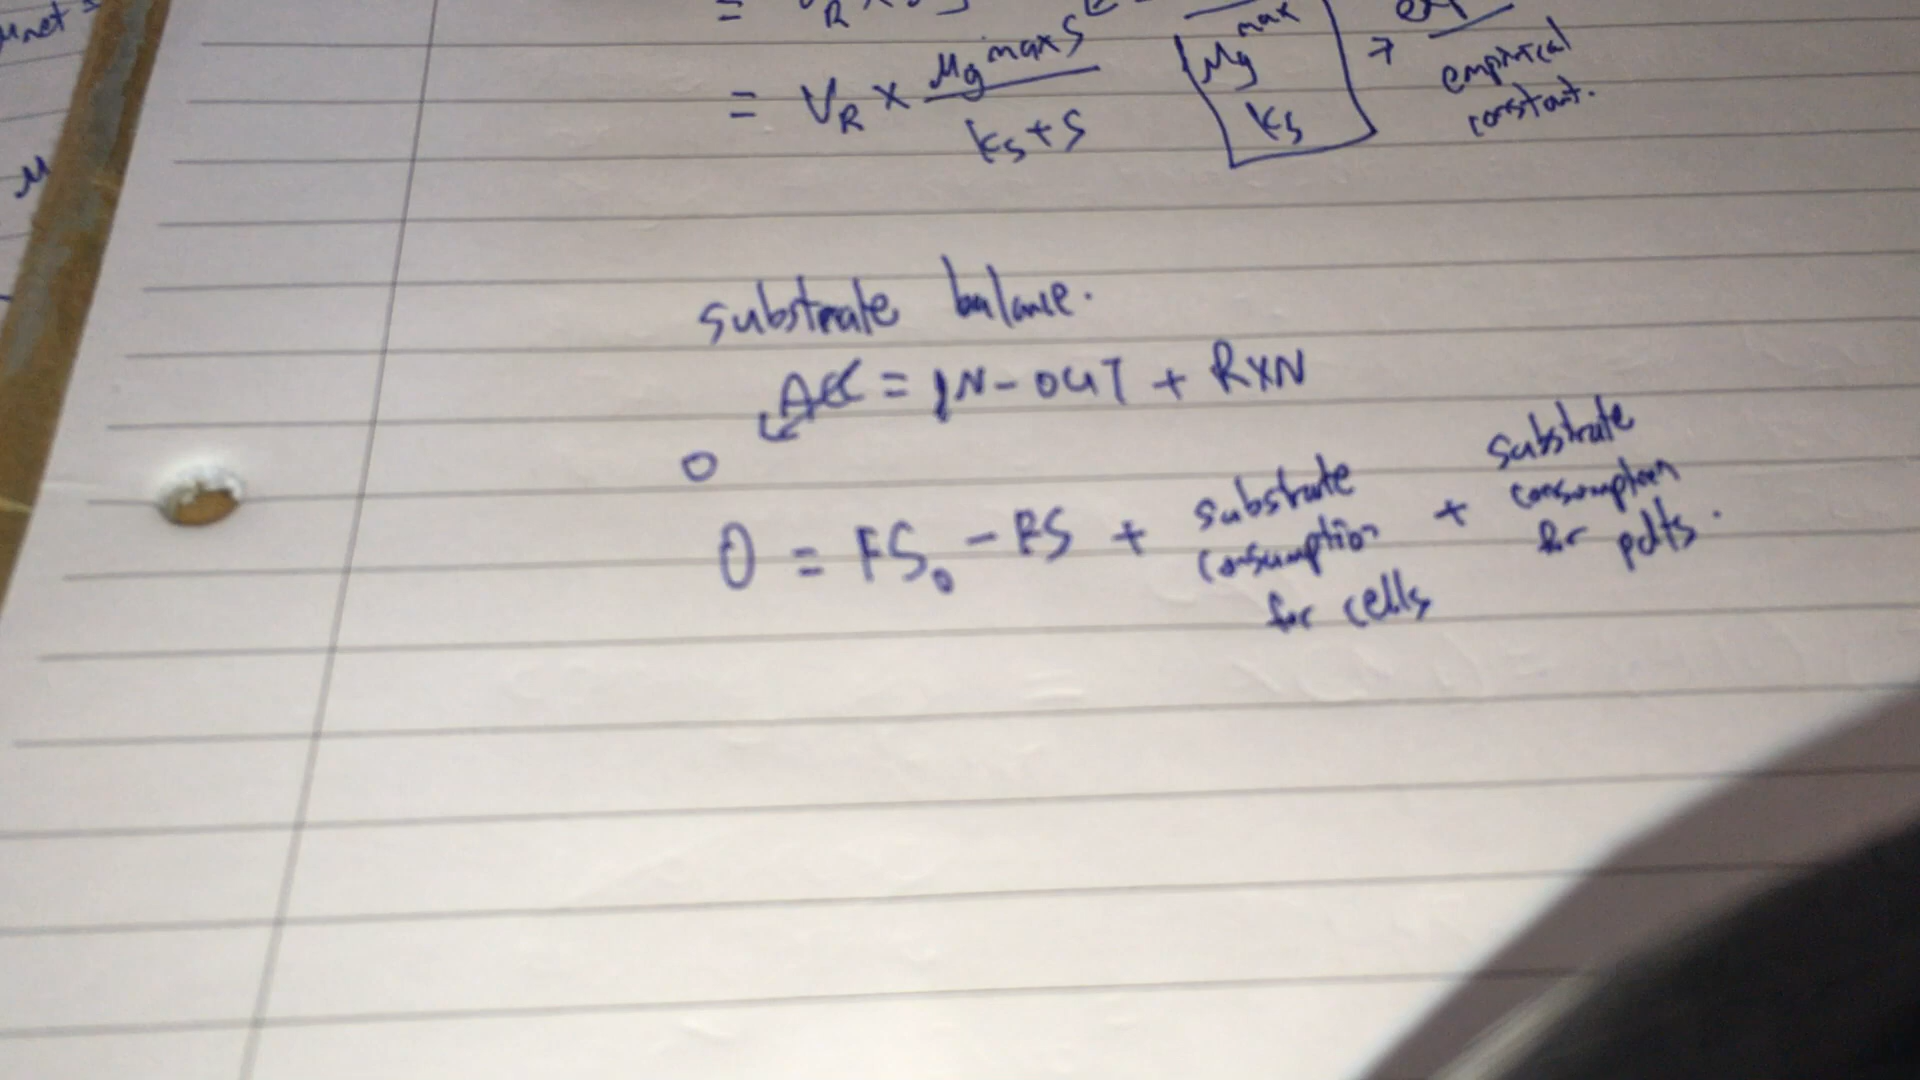 μnet =
μ
= V_R × μg^max S / (ks + S)
μg^max
ks
→ empirical constant.
substrate balance.
ACC = IN - OUT + RXN
0
0 = FS₀ - FS + substrate consumption for cells + substrate consumption for pdts.